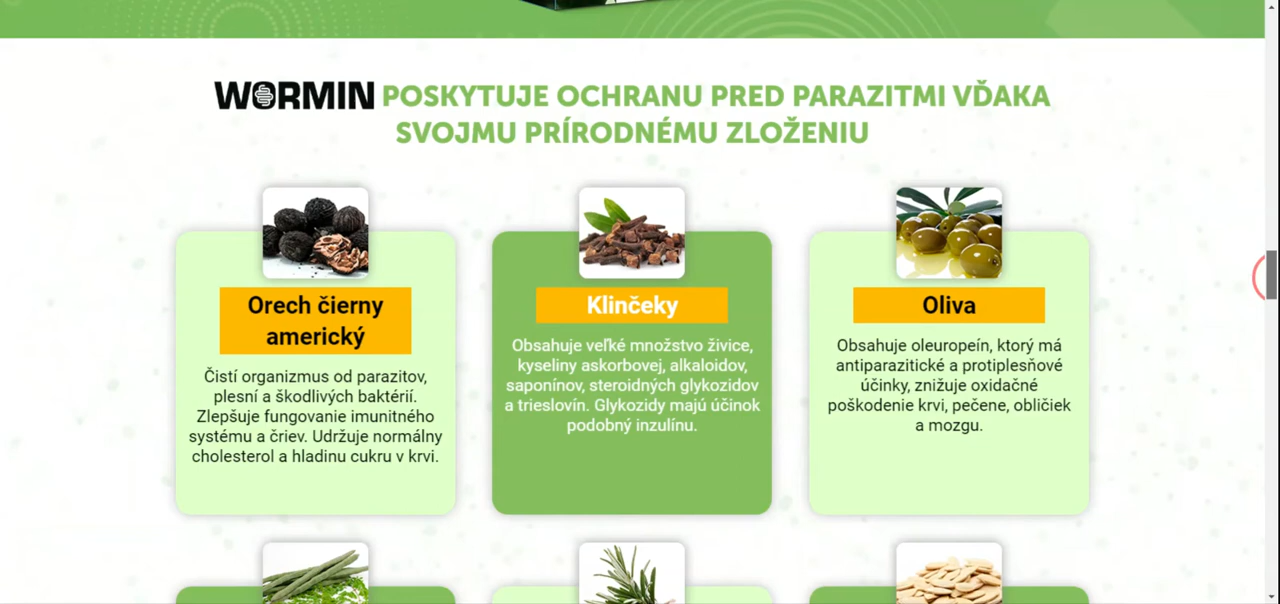 WORMIN POSKYTUJE OCHRANU PRED PARAZITMI VĎAKA
SVOJMU PRÍRODNÉMU ZLOŽENIU
Orech čierny
americký
Čistí organizmus od parazitov,
plesní a škodlivých baktérií.
Zlepšuje fungovanie imunitného
systému a čriev. Udržuje normálny
cholesterol a hladinu cukru v krvi.
Klinčeky
Obsahuje veľké množstvo živice,
kyseliny askorbovej, alkaloidov,
saponínov, steroidných glykozidov
a trieslovín. Glykozidy majú účinok
podobný inzulínu.
Oliva
Obsahuje oleuropeín, ktorý má
antiparazitické a protiplesňové
účinky, znižuje oxidačné
poškodenie krvi, pečene, obličiek
a mozgu.